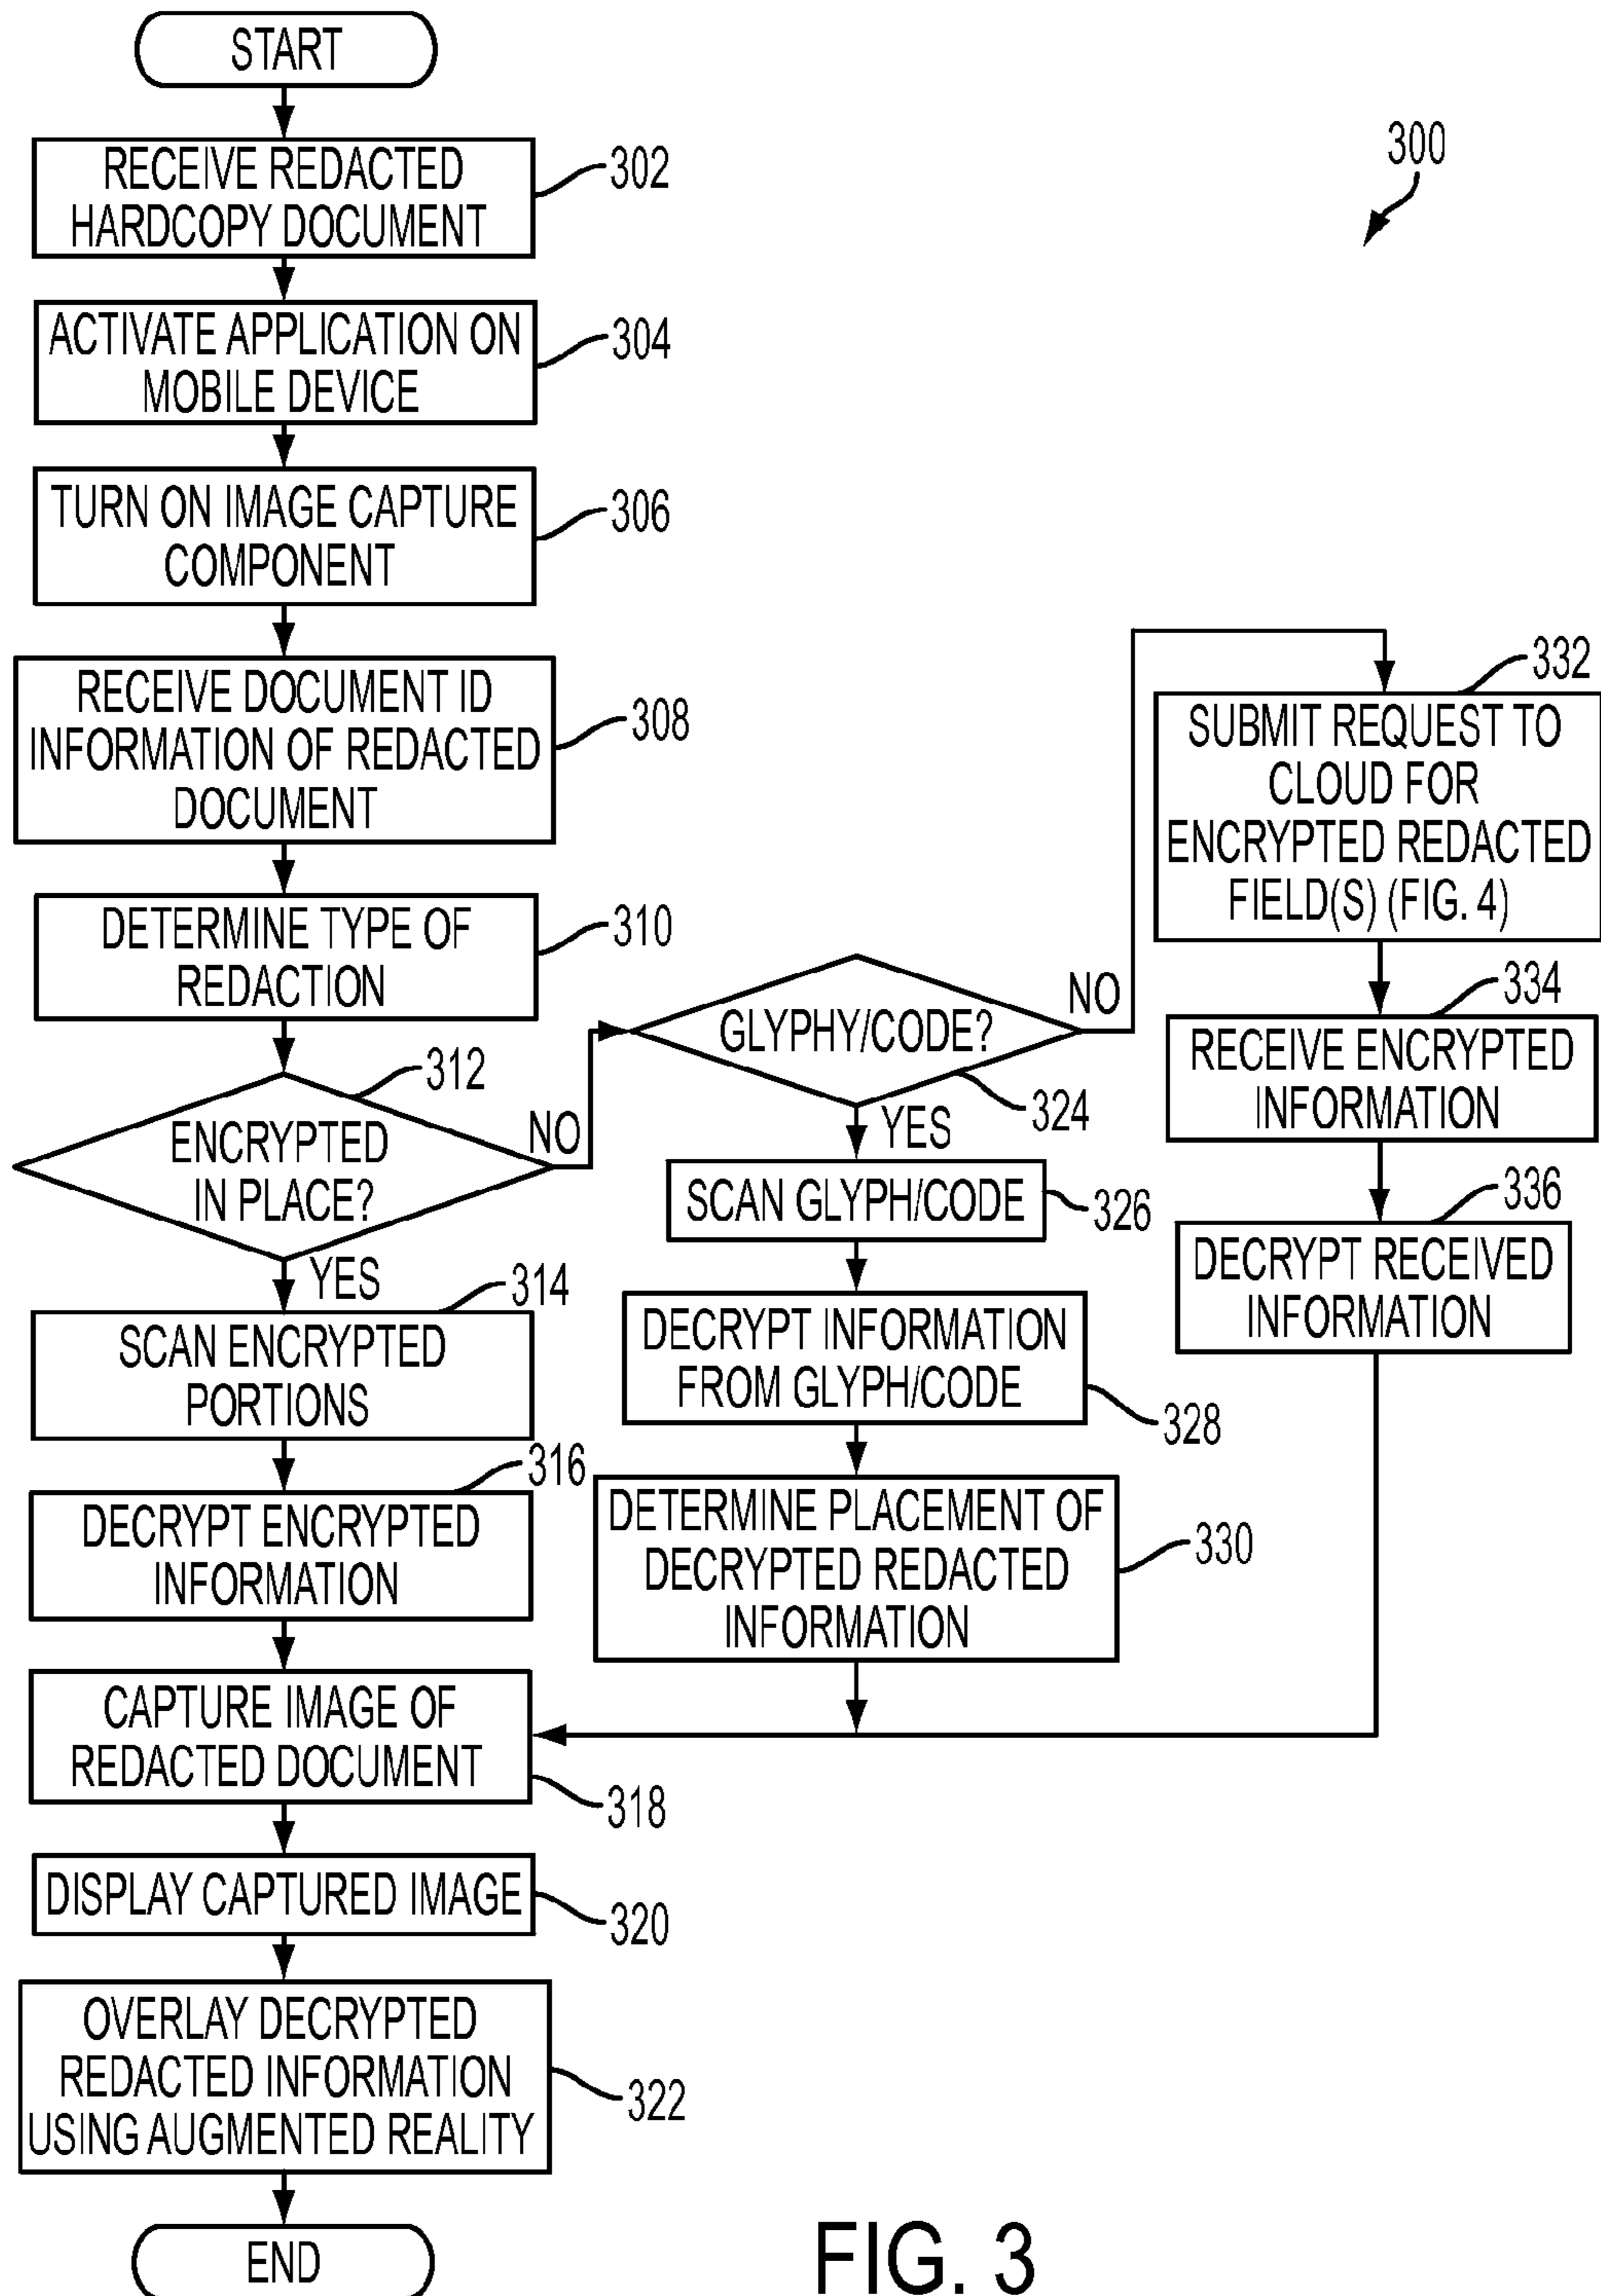 START
RECEIVE REDACTED
HARDCOPY DOCUMENT
302
300
ACTIVATE APPLICATION ON
MOBILE DEVICE
304
TURN ON IMAGE CAPTURE
COMPONENT
306
RECEIVE DOCUMENT ID
INFORMATION OF REDACTED
DOCUMENT
308
DETERMINE TYPE OF
REDACTION
310
ENCRYPTED
IN PLACE?
312
NO
YES
SCAN ENCRYPTED
PORTIONS
314
DECRYPT ENCRYPTED
INFORMATION
316
CAPTURE IMAGE OF
REDACTED DOCUMENT
318
DISPLAY CAPTURED IMAGE
320
OVERLAY DECRYPTED
REDACTED INFORMATION
USING AUGMENTED REALITY
322
END
GLYPHY/CODE?
324
NO
YES
SCAN GLYPH/CODE
326
DECRYPT INFORMATION
FROM GLYPH/CODE
328
DETERMINE PLACEMENT OF
DECRYPTED REDACTED
INFORMATION
330
332
SUBMIT REQUEST TO
CLOUD FOR
ENCRYPTED REDACTED
FIELD(S) (FIG. 4)
334
RECEIVE ENCRYPTED
INFORMATION
336
DECRYPT RECEIVED
INFORMATION
FIG. 3